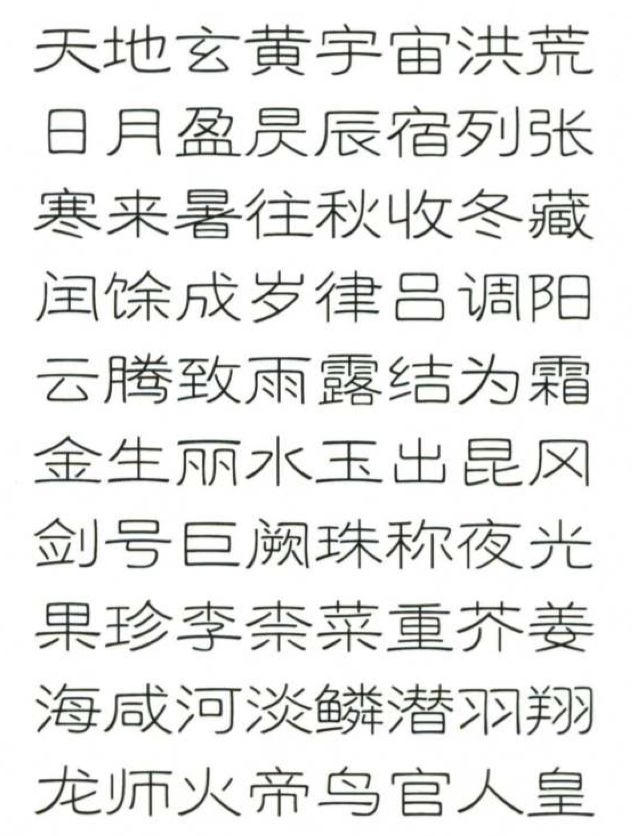 天地玄黄宇宙洪荒
日月盈昃辰宿列张
寒来暑往秋收冬藏
闰馀成岁律吕调阳
云腾致雨露结为霜
金生丽水玉出昆冈
剑号巨阙珠称夜光
果珍李柰菜重芥姜
海咸河淡鳞潜羽翔
龙师火帝鸟官人皇